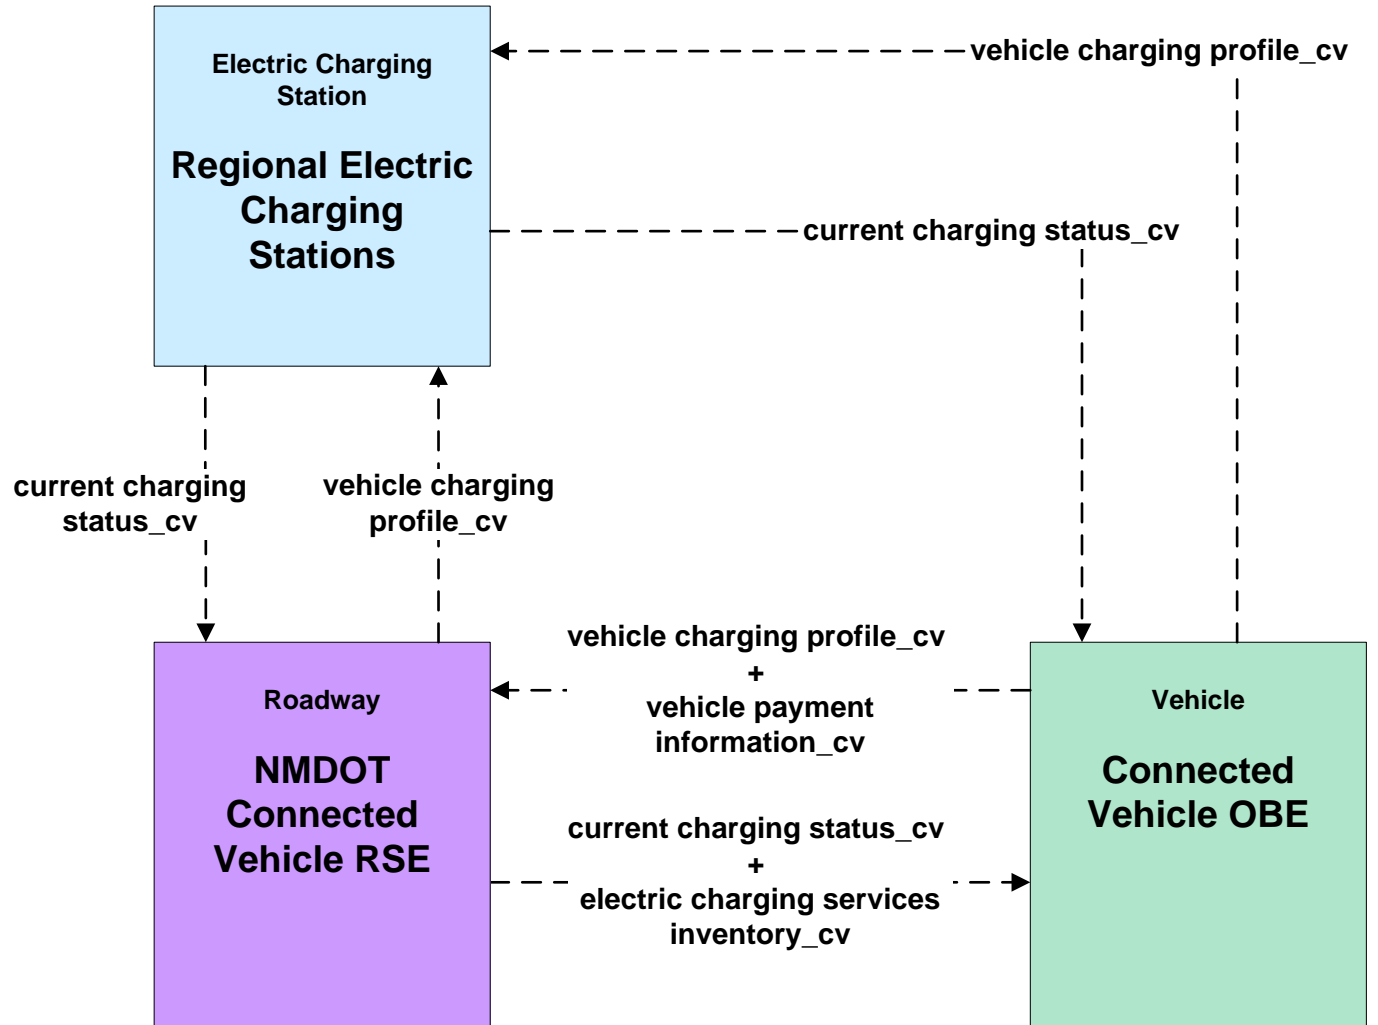 Electric Charging
Station
Regional Electric
Charging
Stations
vehicle charging profile_cv
current charging status_cv
current charging
status_cv
vehicle charging
profile_cv
vehicle charging profile_cv
+
vehicle payment
information_cv
current charging status_cv
+
electric charging services
inventory_cv
Roadway
NMDOT
Connected
Vehicle RSE
Vehicle
Connected
Vehicle OBE